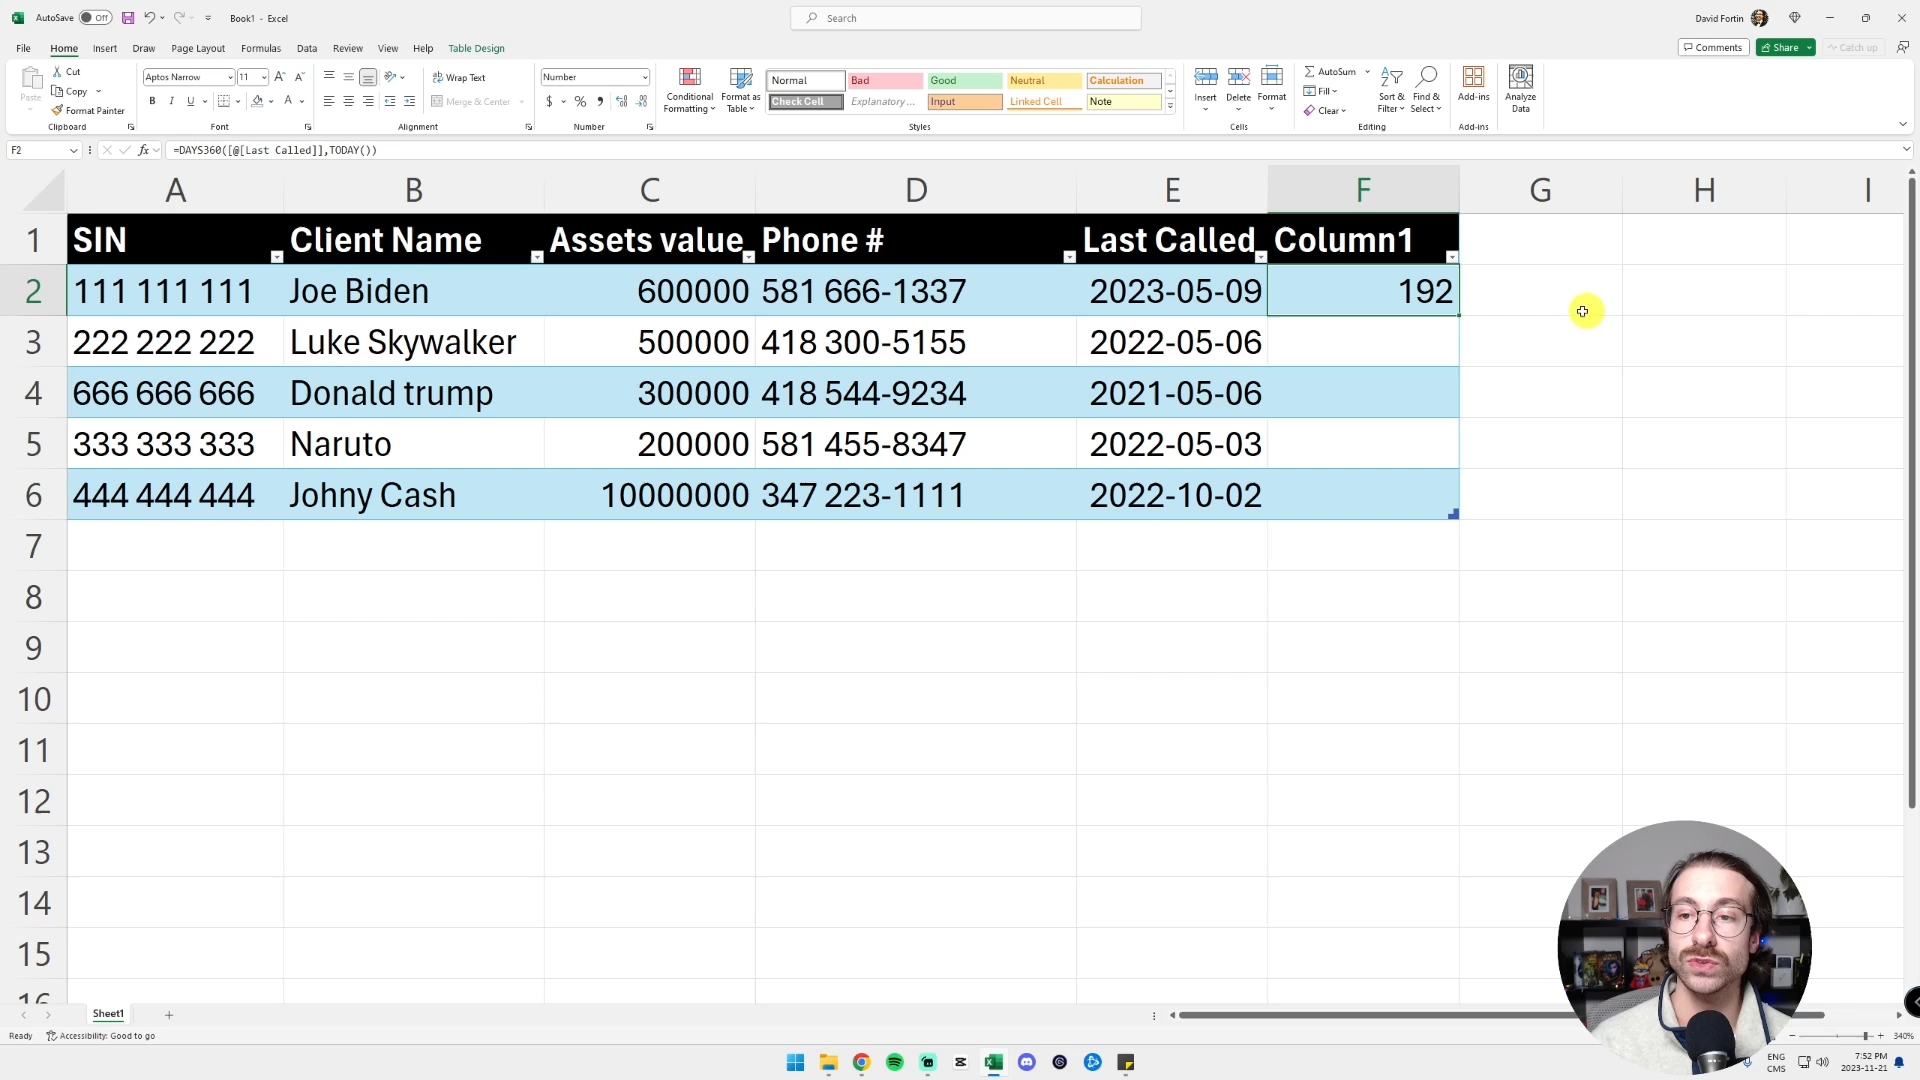 AutoSave Off Book1 - Excel Search David Fortin
File Home Insert Draw Page Layout Formulas Data Review View Help Table Design Comments Share Catch up
Paste Cut Copy Format Painter Clipboard
Aptos Narrow 11 B I U A Font
Wrap Text Merge & Center Alignment
Number $ % Number
Conditional Formatting Format as Table
Normal Bad Good Neutral Calculation
Check Cell Explanatory ... Input Linked Cell Note
Styles
Insert Delete Format Cells
AutoSum Fill Clear Sort & Filter Find & Select Editing
Add-ins Add-ins
Analyze Data
F2 fx =DAYS360([@[Last Called]],TODAY())
A B C D E F G H I
1 SIN Client Name Assets value Phone # Last Called Column1
2 111 111 111 Joe Biden 600000 581 666-1337 2023-05-09 192
3 222 222 222 Luke Skywalker 500000 418 300-5155 2022-05-06
4 666 666 666 Donald trump 300000 418 544-9234 2021-05-06
5 333 333 333 Naruto 200000 581 455-8347 2022-05-03
6 444 444 444 Johny Cash 10000000 347 223-1111 2022-10-02
7
8
9
10
11
12
13
14
15
16
Sheet1
Ready Accessibility: Good to go 340%
ENG CMS 7:52 PM 2023-11-21